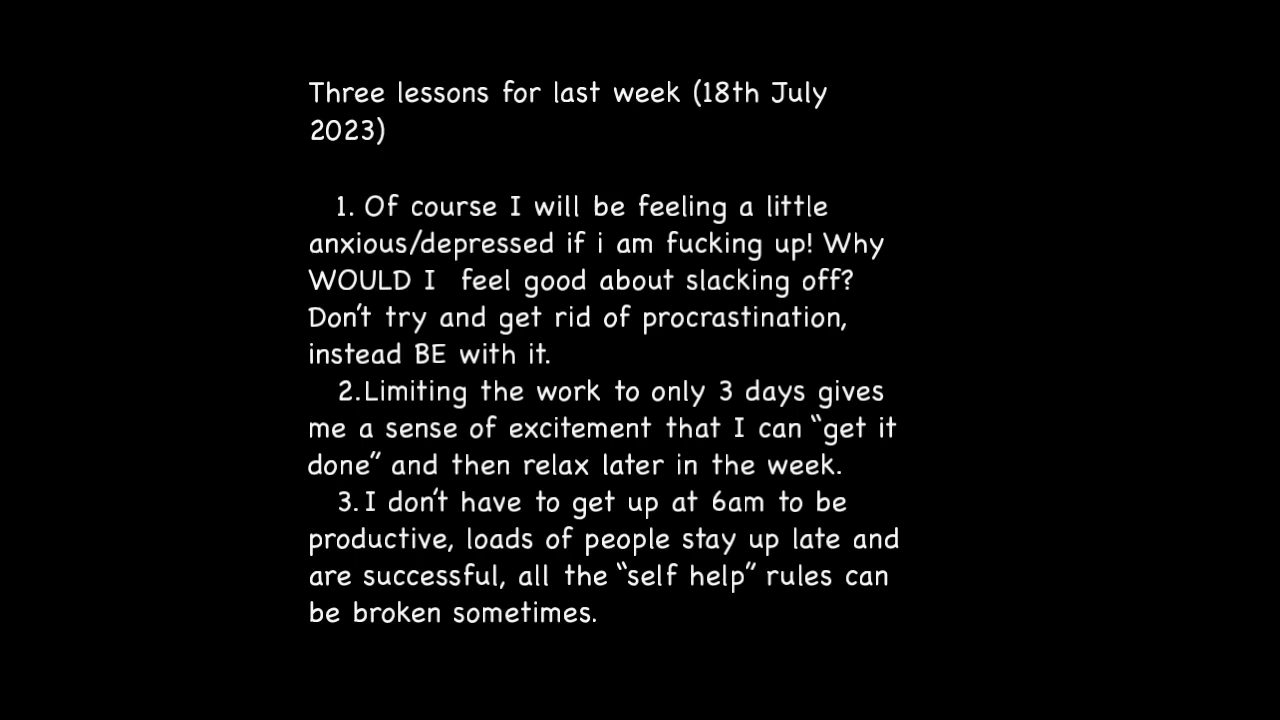 Three lessons for last week (18th July
2023)
1. Of course I will be feeling a little
anxious/depressed if i am fucking up! Why
WOULD I feel good about slacking off?
Don't try and get rid of procrastination,
instead BE with it.
2.Limiting the work to only 3 days gives
me a sense of excitement that I can “get it
done” and then relax later in the week.
3. I don't have to get up at 6am to be
productive, loads of people stay up late and
are successful, all the “self help” rules can
be broken sometimes.